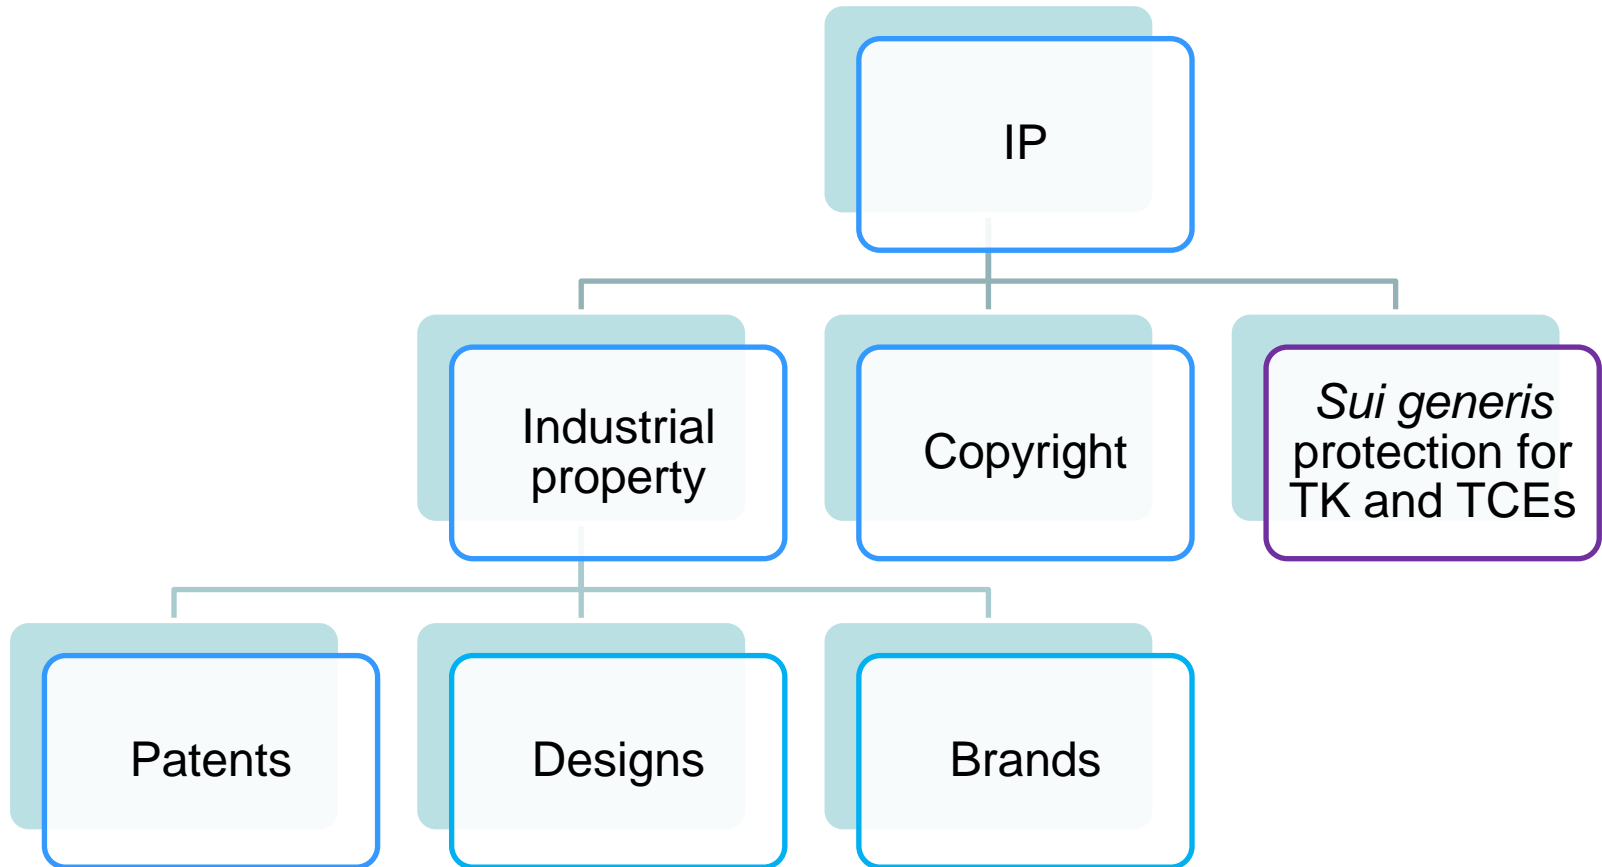 IP
Industrial
property
Copyright
Sui generis
protection for
TK and TCEs
Patents
Designs
Brands